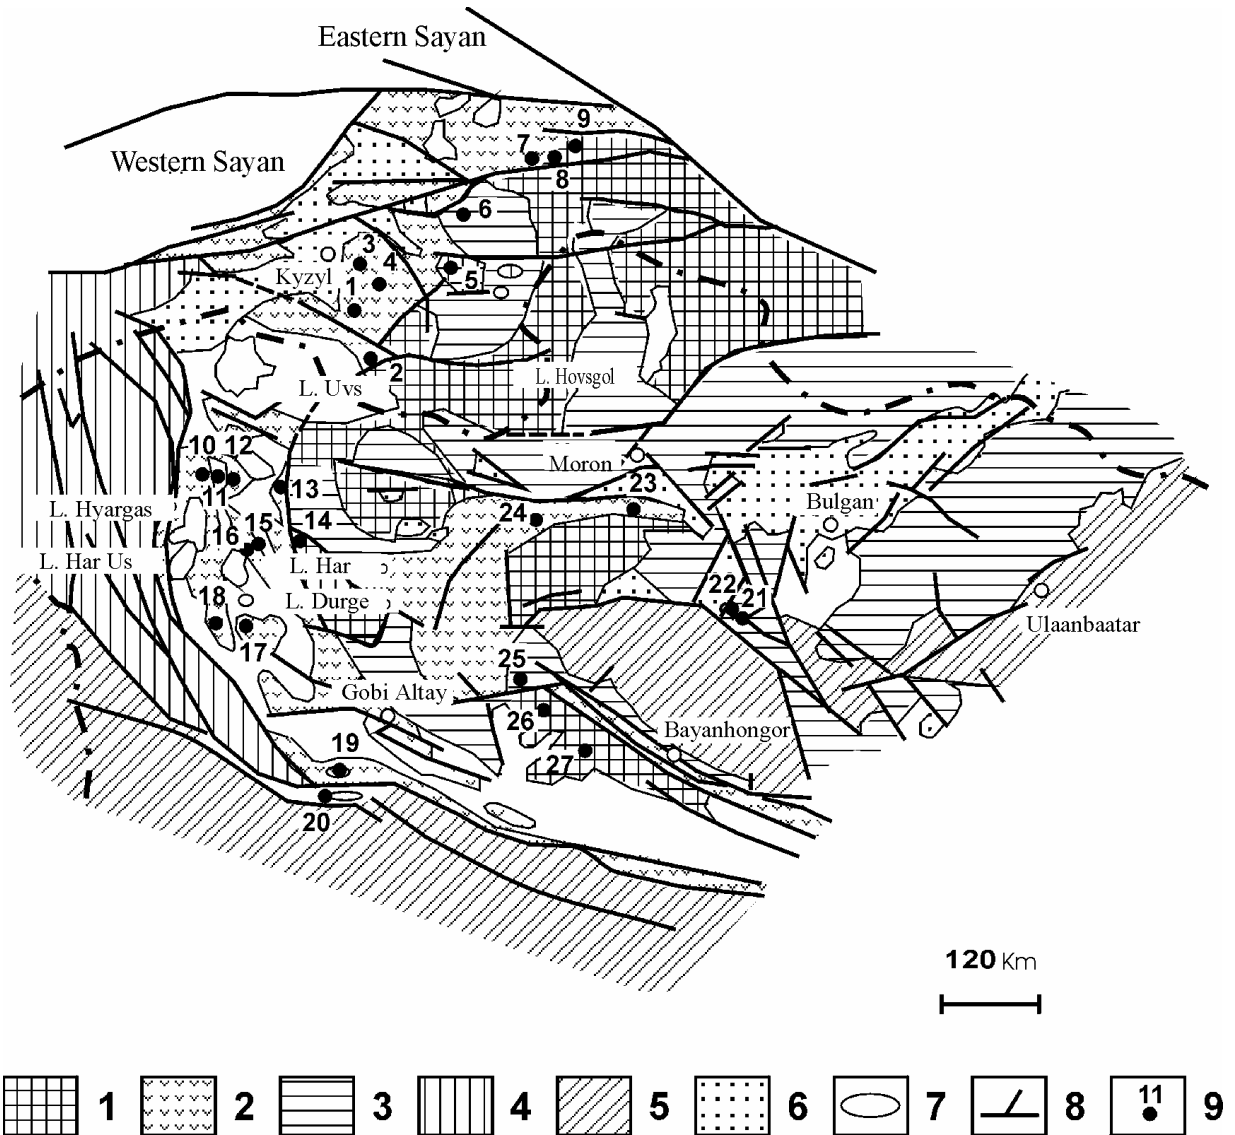 Eastern Sayan
Western Sayan
9
7
8
6
3
4
Kyzyl
5
1
2
L. Uvs
L. Hovsgol
10
12
11
13
Moron
23
L. Hyargas
14
15
16
24
Bulgan
L. Har Us
L. Har
L. Durge
18
22
21
17
Ulaanbaatar
25
Gobi Altay
26
Bayanhongor
19
27
20
120 Km
1
2
3
4
5
6
7
8
11
9